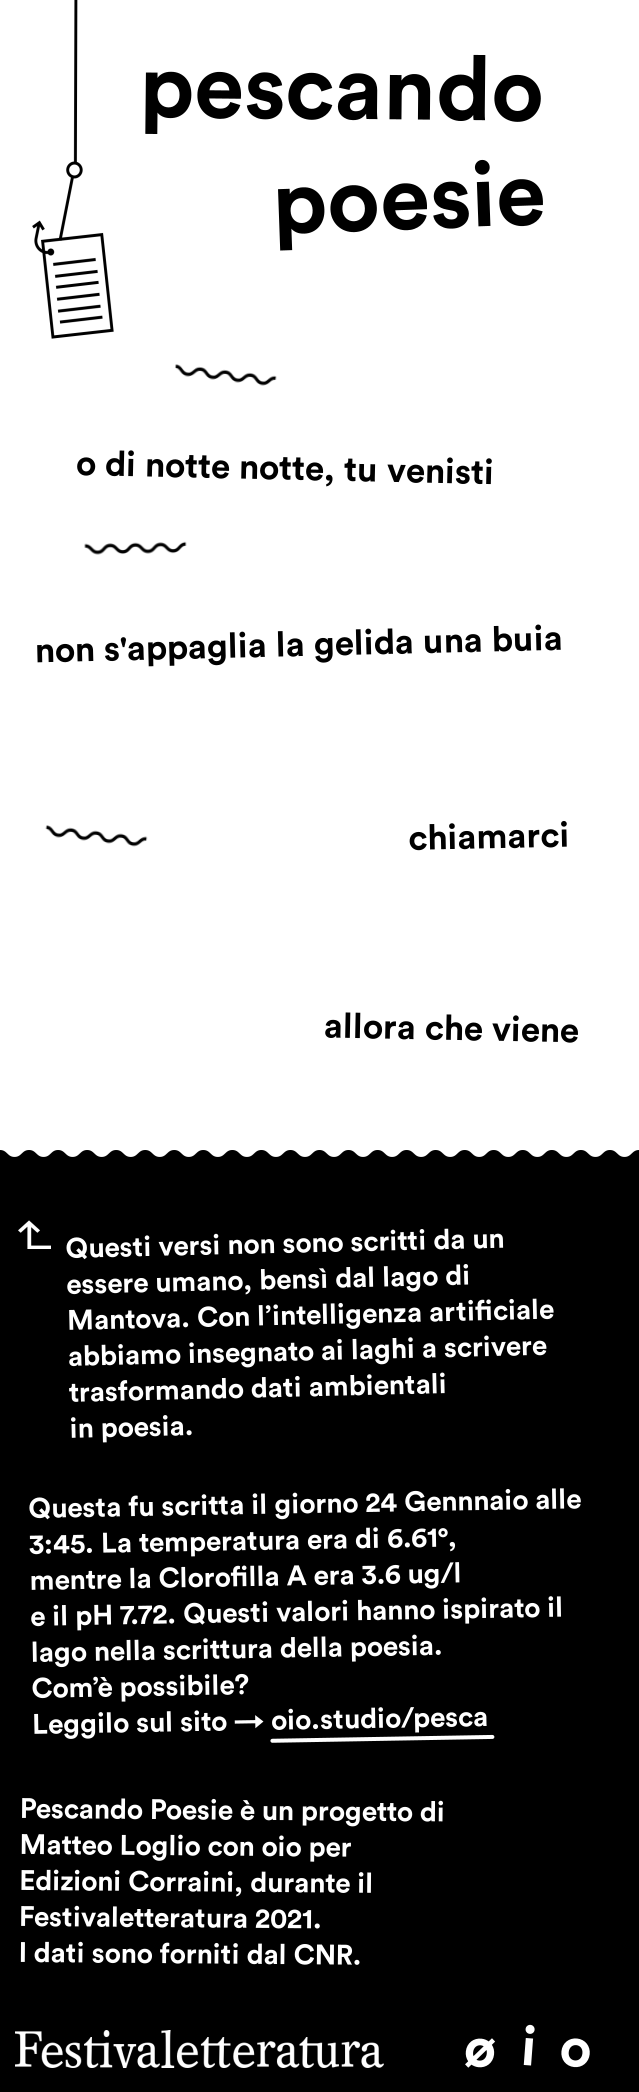 pescando
poesie
o di notte notte, tu venisti
non s'appaglia la gelida una buia
chiamarci
allora che viene
Questi versi non sono scritti da un
essere umano, bensì dal lago di
Mantova. Con l’intelligenza artificiale
abbiamo insegnato ai laghi a scrivere
trasformando dati ambientali
in poesia.
Questa fu scritta il giorno 24 Gennnaio alle
3:45. La temperatura era di 6.61°,
mentre la Clorofilla A era 3.6 ug/l
e il pH 7.72. Questi valori hanno ispirato il
lago nella scrittura della poesia.
Com’è possibile?
Leggilo sul sito → oio.studio/pesca
Pescando Poesie è un progetto di
Matteo Loglio con oio per
Edizioni Corraini, durante il
Festivaletteratura 2021.
I dati sono forniti dal CNR.
Festivaletteratura ø i o